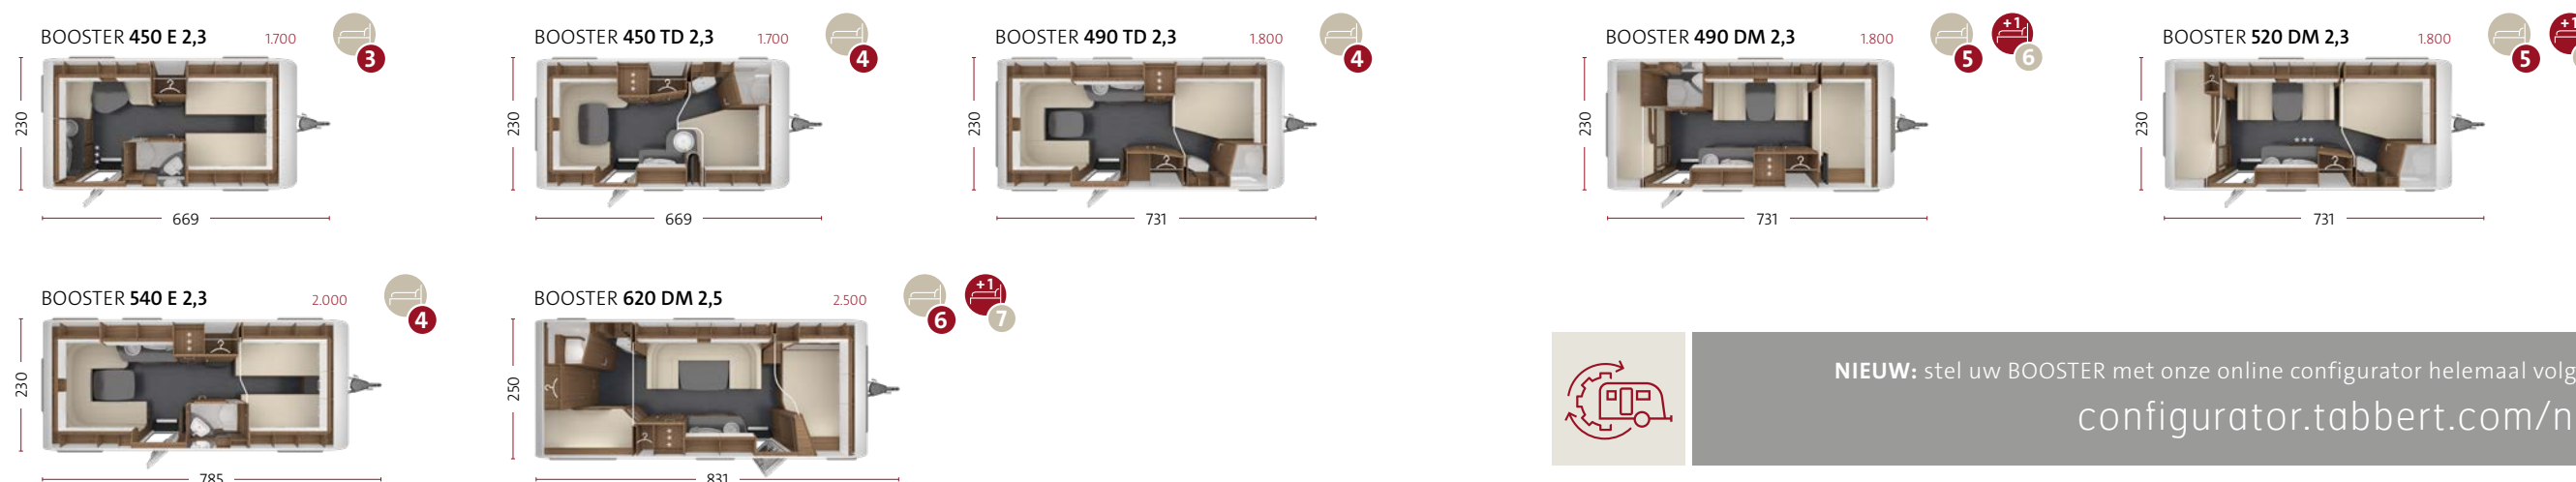 BOOSTER 450 E 2,3 1.700
3
230
669
BOOSTER 450 TD 2,3 1.700
4
230
669
BOOSTER 490 TD 2,3 1.800
4
230
731
BOOSTER 490 DM 2,3 1.800
5
+1
6
230
731
BOOSTER 520 DM 2,3 1.800
5
+1
230
731
BOOSTER 540 E 2,3 2.000
4
230
785
BOOSTER 620 DM 2,5 2.500
6
+1
7
250
831
NIEUW: stel uw BOOSTER met onze online configurator helemaal volg
configurator.tabbert.com/n